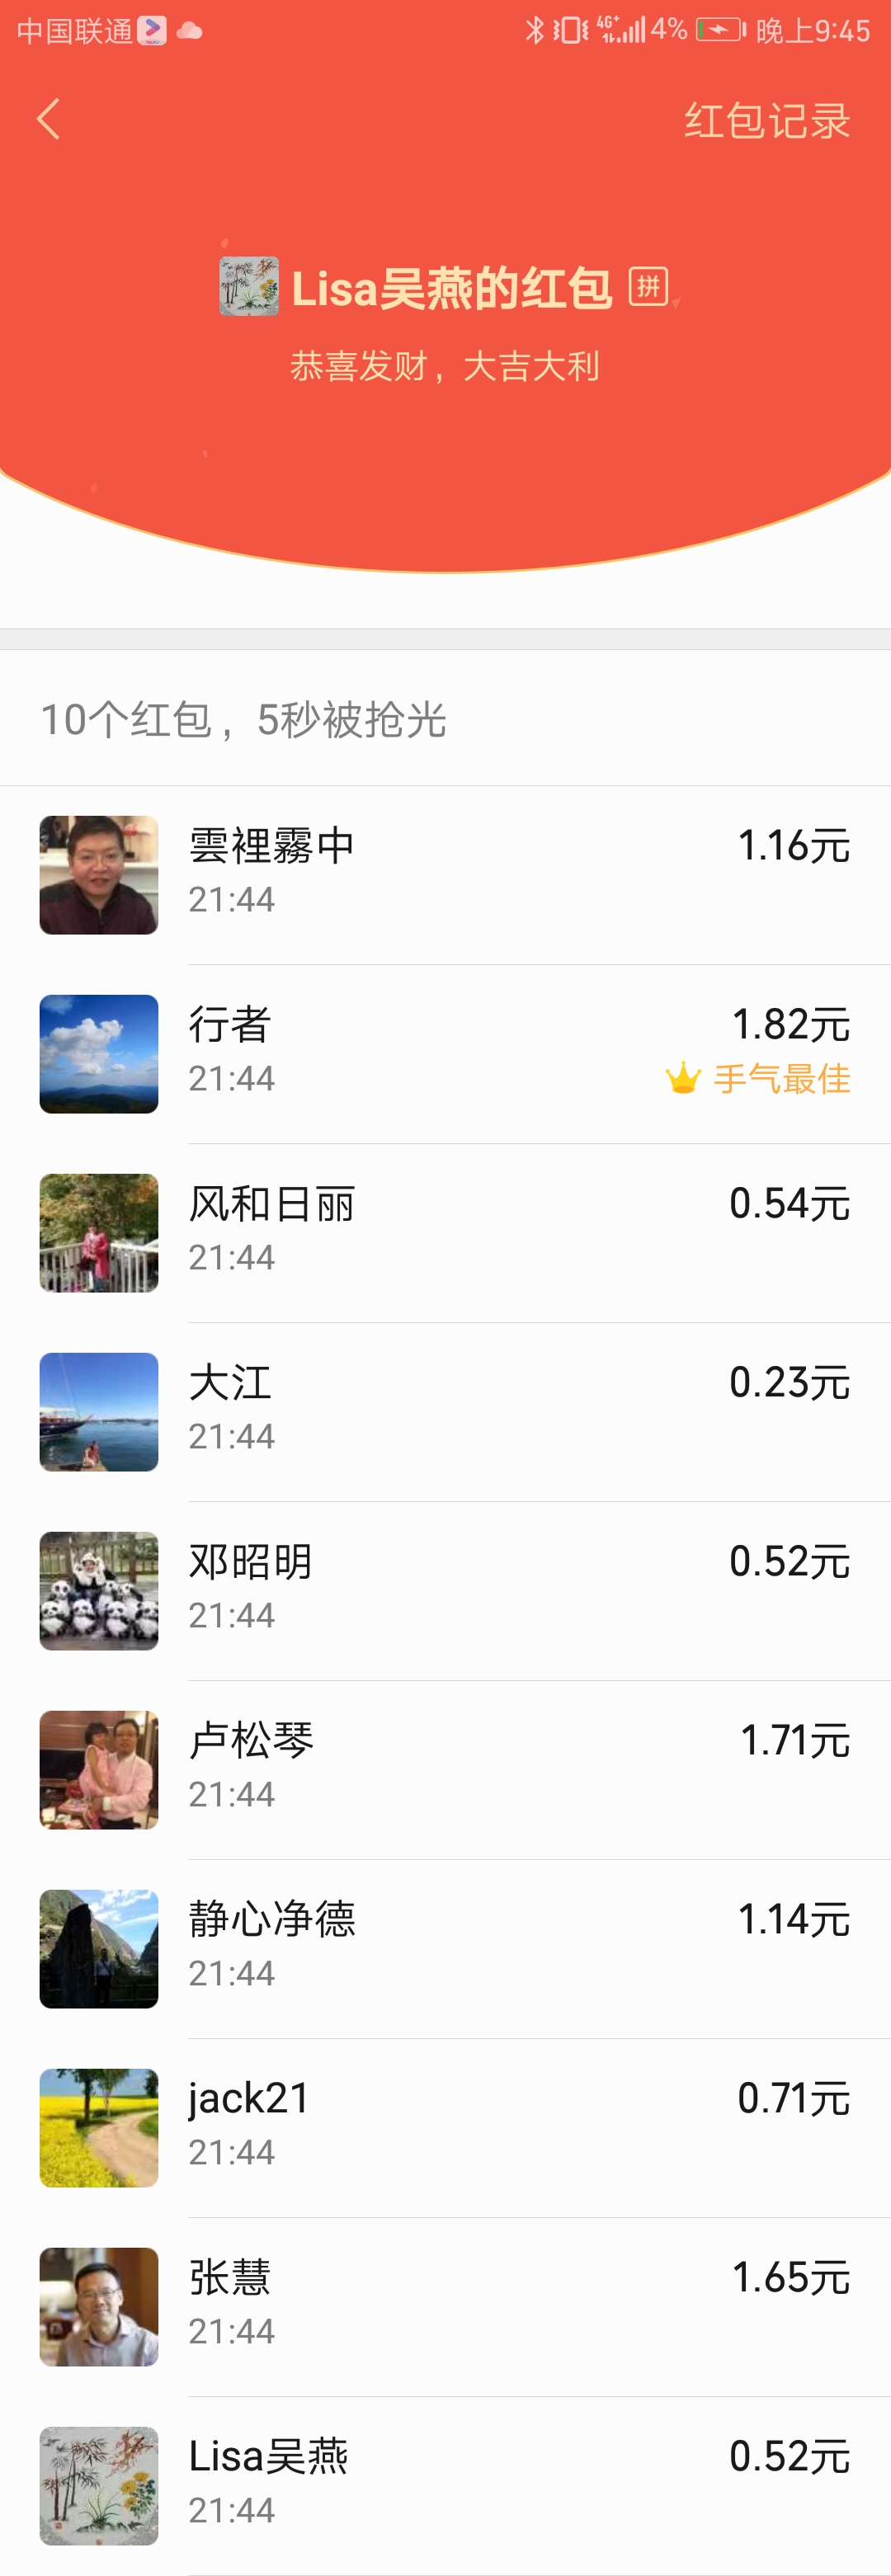 中国联通 4G+ 4% 晚上9:45
红包记录
Lisa吴燕的红包 拼
恭喜发财，大吉大利
10个红包，5秒被抢光
雲裡霧中 1.16元
21:44
行者 1.82元
21:44 手气最佳
风和日丽 0.54元
21:44
大江 0.23元
21:44
邓昭明 0.52元
21:44
卢松琴 1.71元
21:44
静心净德 1.14元
21:44
jack21 0.71元
21:44
张慧 1.65元
21:44
Lisa吴燕 0.52元
21:44